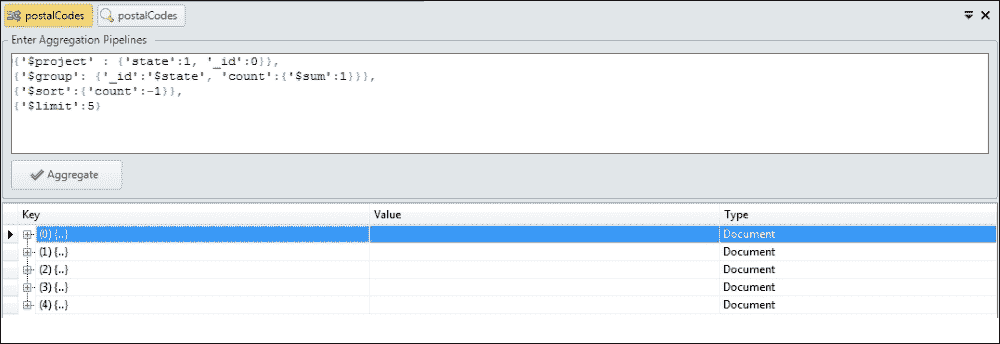 postalCodes postalCodes
Enter Aggregation Pipelines
{'$project' : {'state':1, '_id':0}},
{'$group': {'_id':'$state', 'count':{'$sum':1}}},
{'$sort':{'count':-1}},
{'$limit':5}
Aggregate
Key Value Type
(0) {..} Document
(1) {..} Document
(2) {..} Document
(3) {..} Document
(4) {..} Document